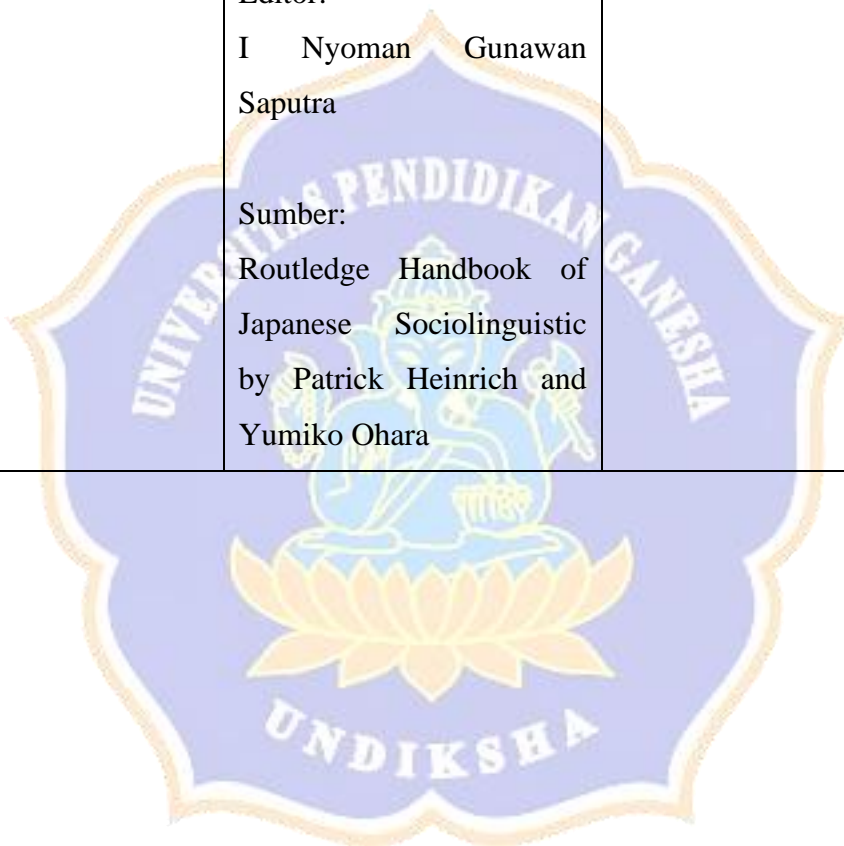 Editor:
I Nyoman Gunawan
Saputra
Sumber:
Routledge Handbook of
Japanese Sociolinguistic
by Patrick Heinrich and
Yumiko Ohara
UNIVERSITAS PENDIDIKAN GANESHA
UNDIKSHA